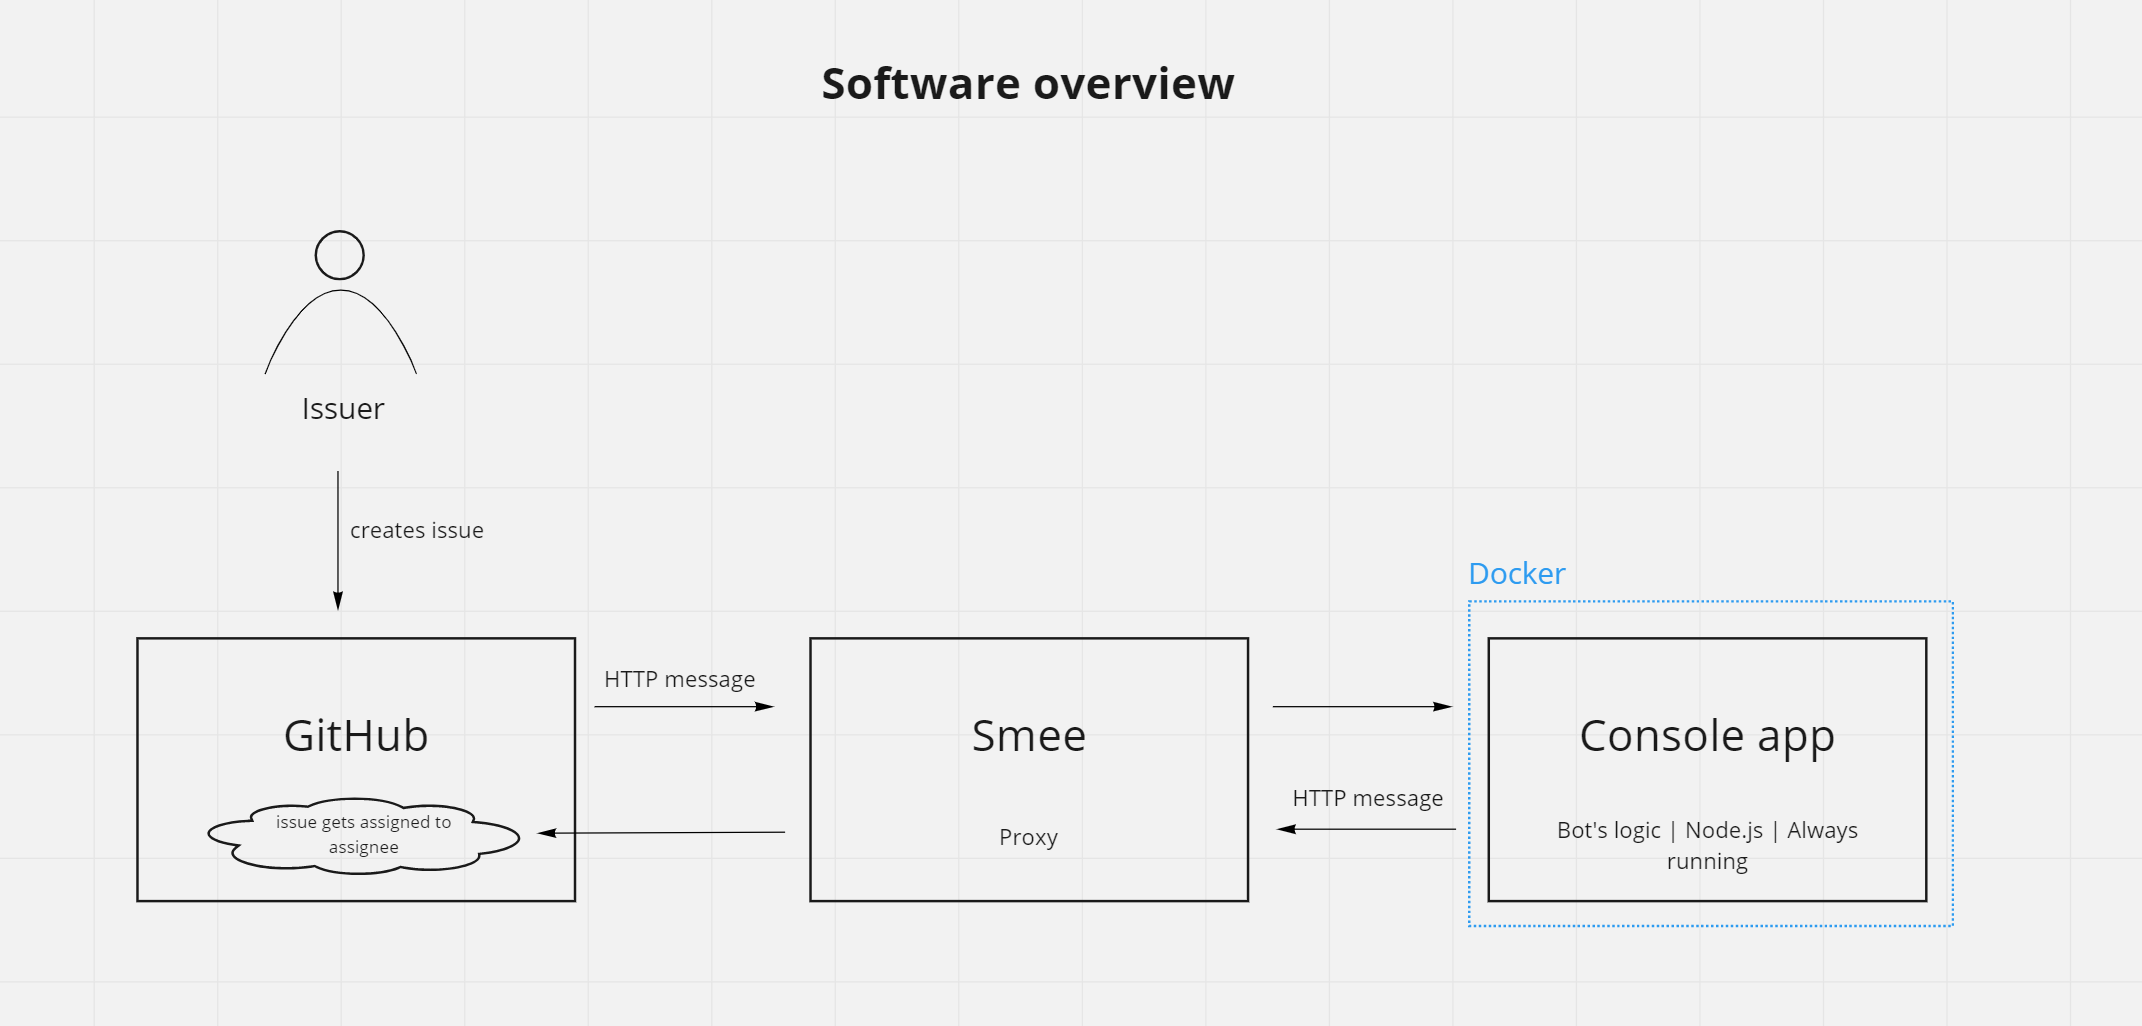 Software overview
Issuer
creates issue
Docker
HTTP message
GitHub
Smee
Console app
HTTP message
issue gets assigned to
assignee
Proxy
Bot's logic | Node.js | Always
running